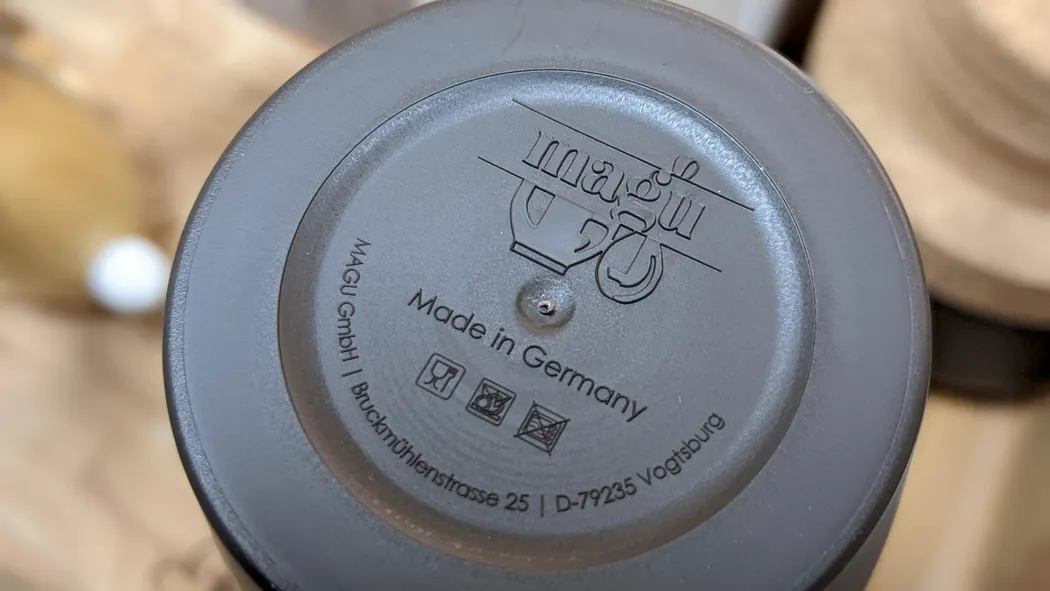 magu
Made in Germany
MAGU GmbH | Bruckmühlenstrasse 25 | D-79235 Vogtsburg